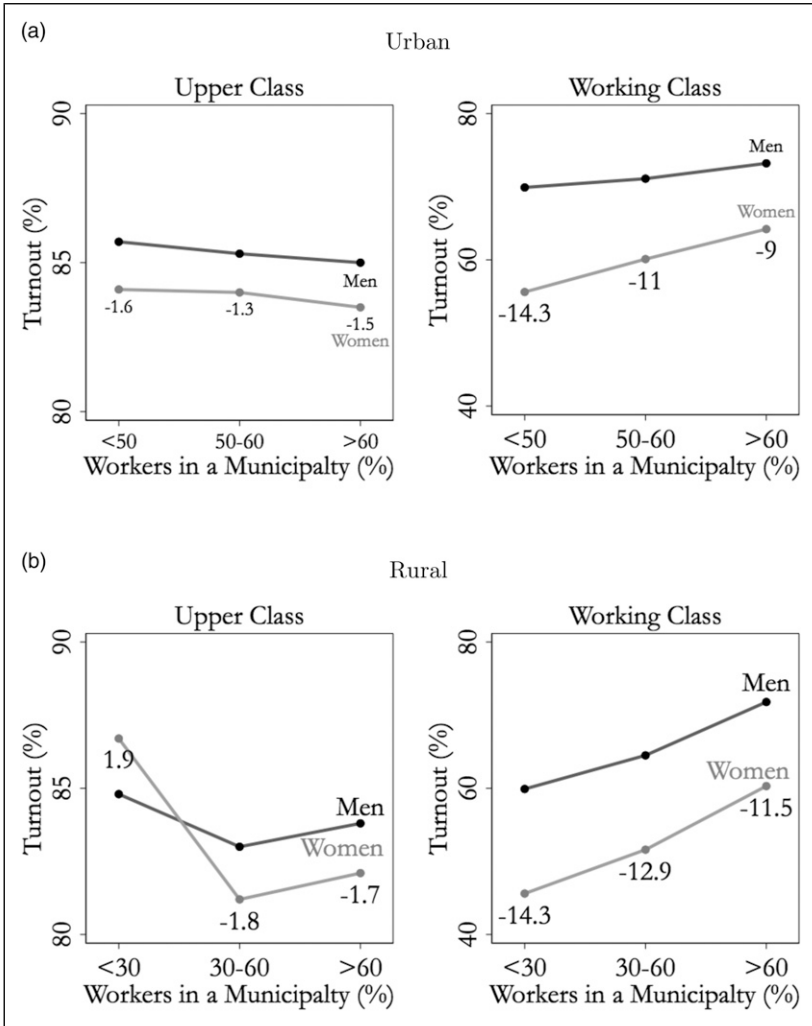 (a)
Urban
Upper Class
90
85
80
Turnout (%)
Men
-1.6
-1.3
-1.5
Women
<50
50-60
>60
Workers in a Municipalty (%)
Working Class
80
60
40
Turnout (%)
Men
Women
-14.3
-11
-9
<50
50-60
>60
Workers in a Municipalty (%)
(b)
Rural
Upper Class
90
85
80
Turnout (%)
1.9
Men
Women
-1.8
-1.7
<30
30-60
>60
Workers in a Municipalty (%)
Working Class
80
60
40
Turnout (%)
Men
Women
-14.3
-12.9
-11.5
<30
30-60
>60
Workers in a Municipalty (%)